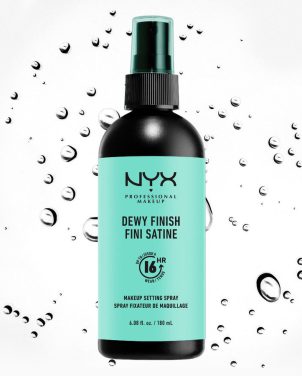 NYX
PROFESSIONAL
MAKEUP
DEWY FINISH
FINI SATINE
16 HR
MAKEUP SETTING SPRAY
SPRAY FIXATEUR DE MAQUILLAGE
6.08 fl. oz. / 180 mL